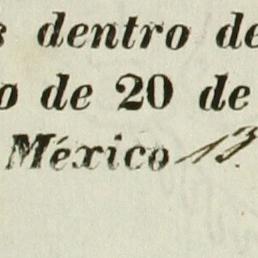 s dentro de
o de 20 de
México 13.